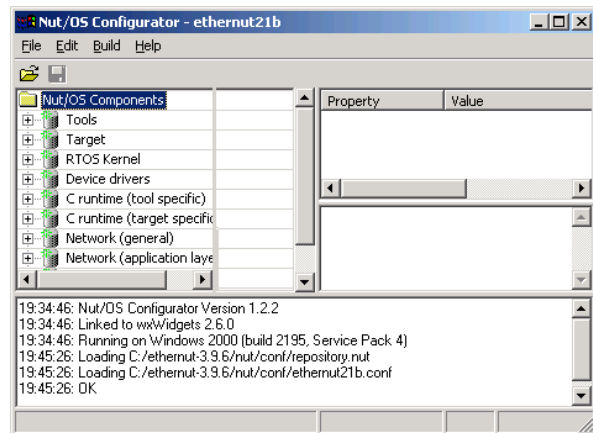 Nut/OS Configurator - ethernut21b
File Edit Build Help
Nut/OS Components
Tools
Target
RTOS Kernel
Device drivers
C runtime (tool specific)
C runtime (target specific
Network (general)
Network (application laye
Property Value
19:34:46: Nut/OS Configurator Version 1.2.2
19:34:46: Linked to wxWidgets 2.6.0
19:34:46: Running on Windows 2000 (build 2195, Service Pack 4)
19:45:26: Loading C:/ethernut-3.9.6/nut/conf/repository.nut
19:45:26: Loading C:/ethernut-3.9.6/nut/conf/ethernut21b.conf
19:45:26: OK